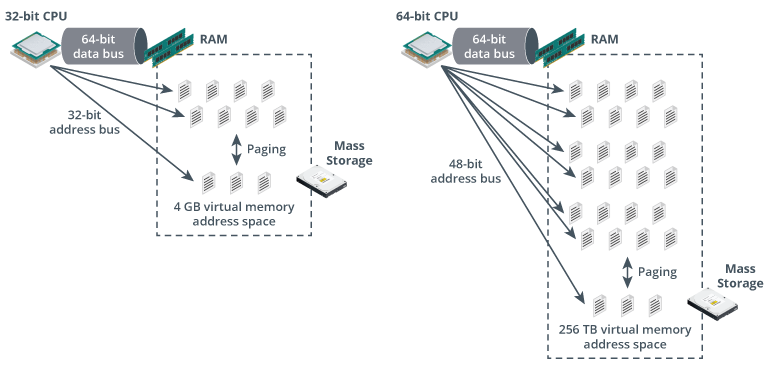 32-bit CPU
64-bit
data bus
RAM
32-bit
address bus
Paging
Mass
Storage
4 GB virtual memory
address space
64-bit CPU
64-bit
data bus
RAM
48-bit
address bus
Paging
Mass
Storage
256 TB virtual memory
address space